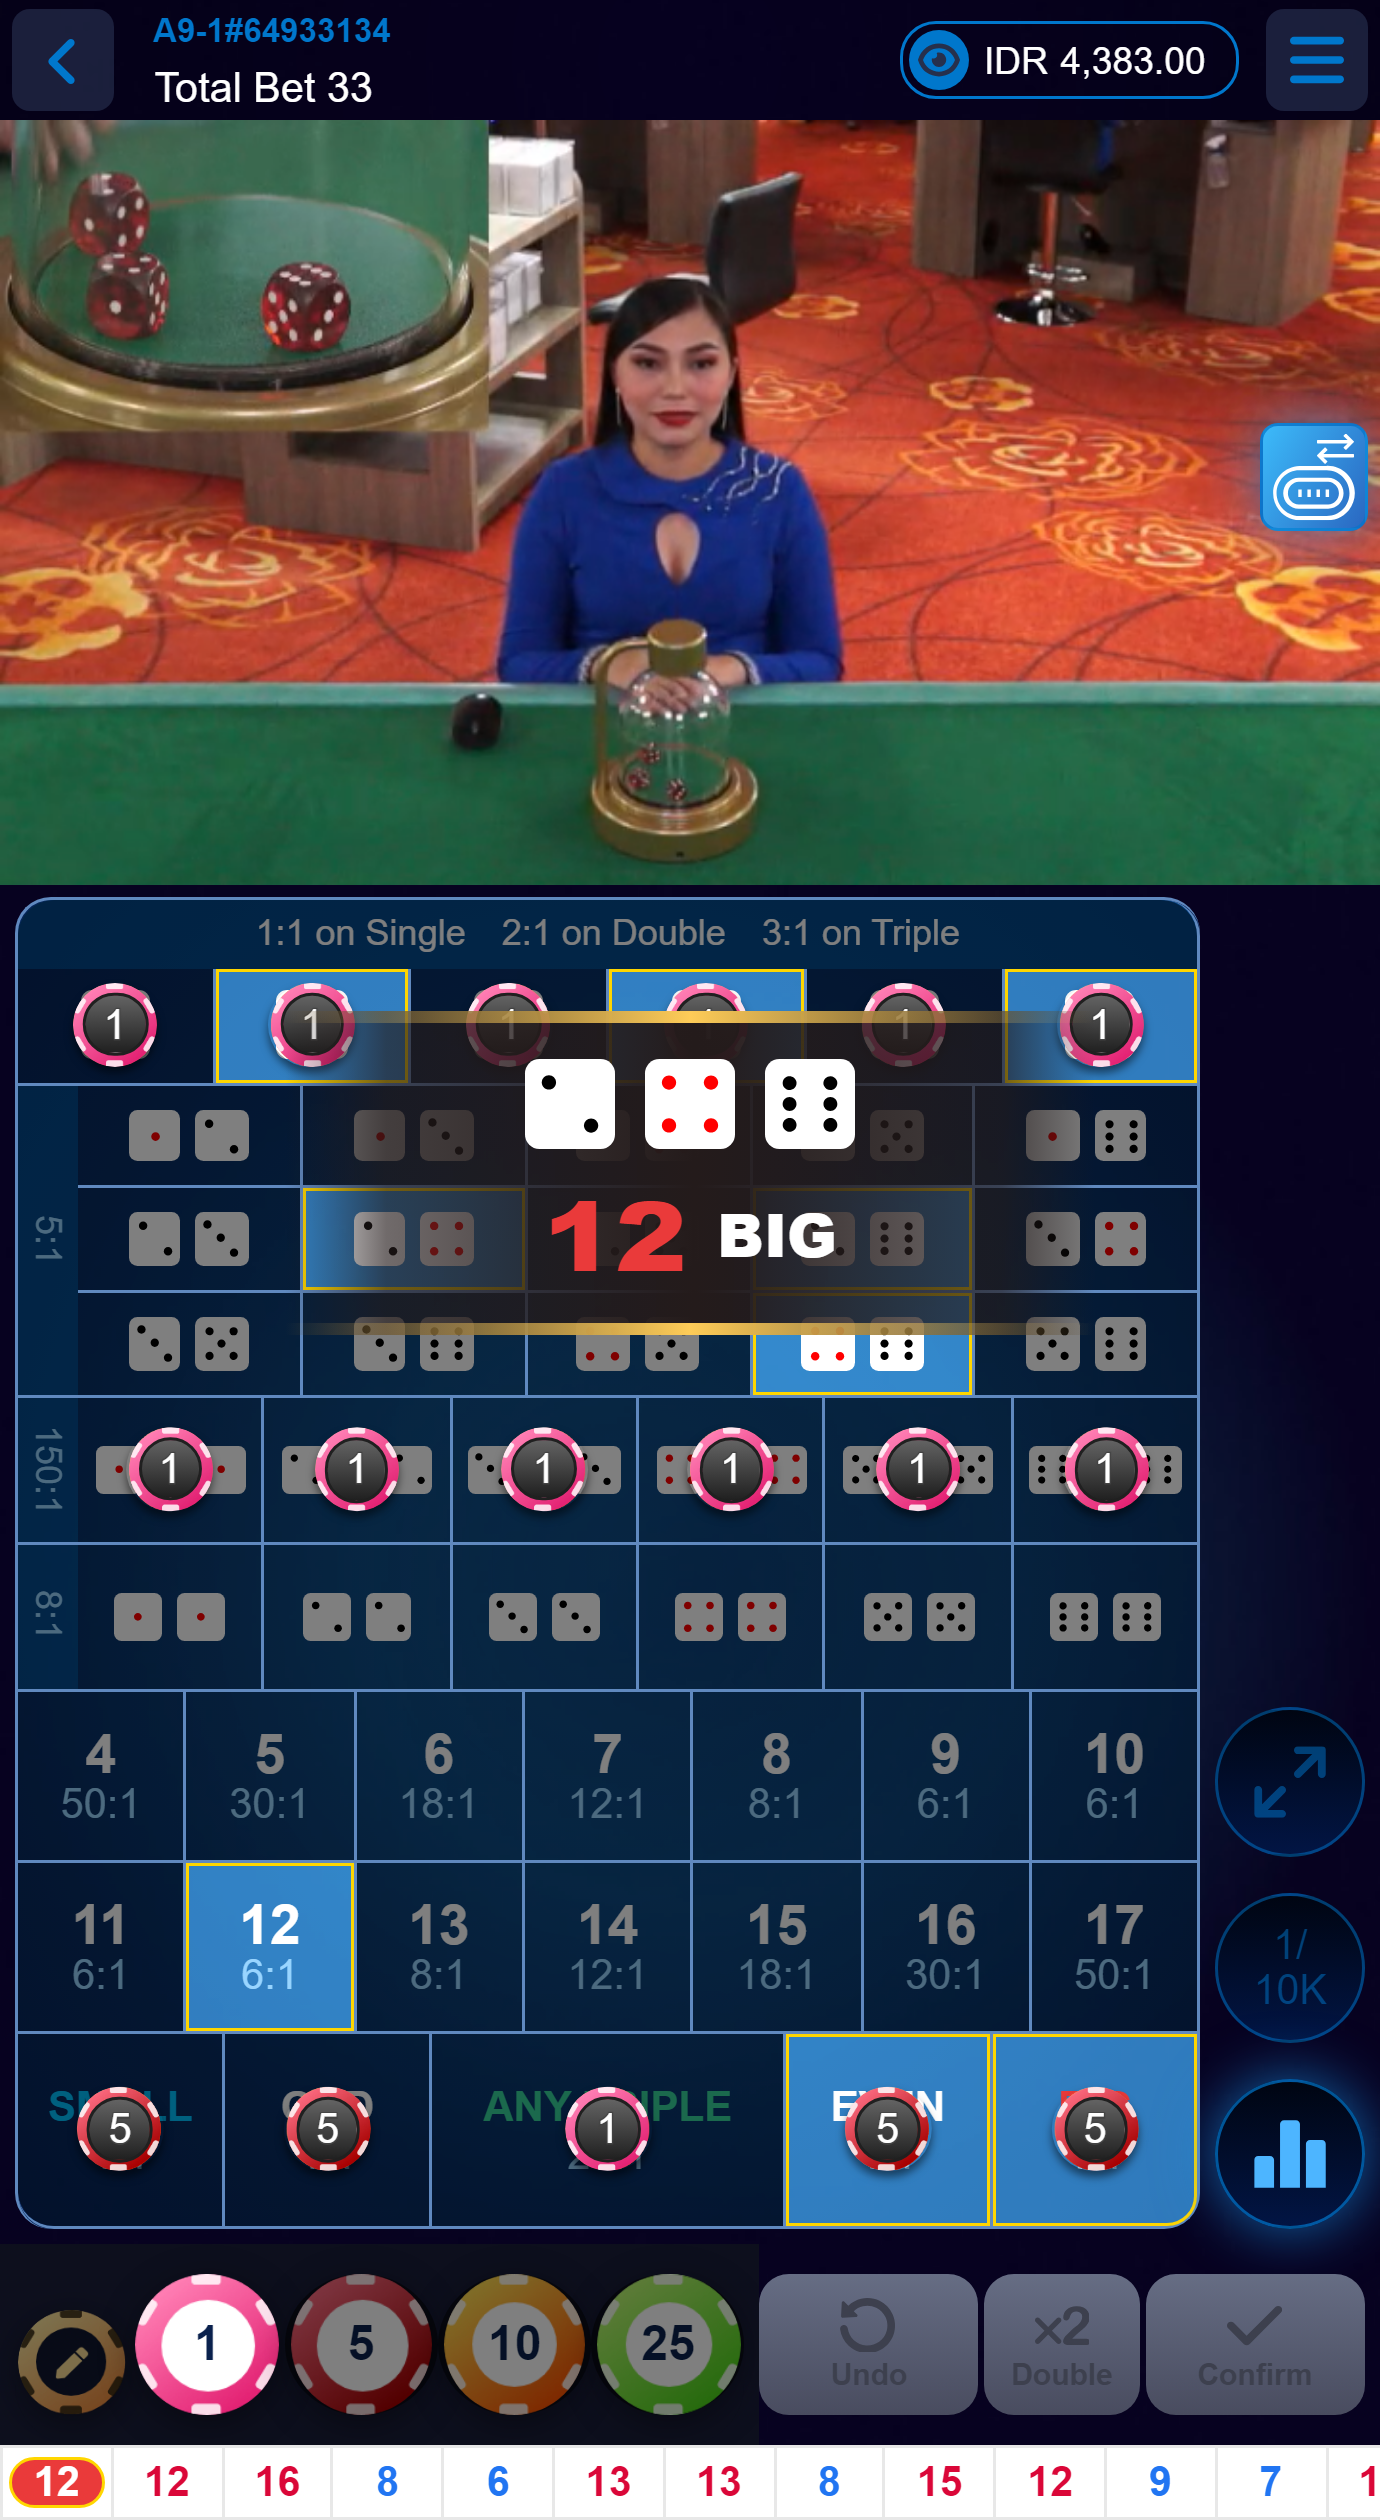 A9-1#64933134
Total Bet 33
IDR 4,383.00
1:1 on Single 2:1 on Double 3:1 on Triple
1 1 1 1
5:1
12 BIG
150:1
1 1 1 1 1 1
8:1
4 5 6 7 8 9 10
50:1 30:1 18:1 12:1 8:1 6:1 6:1
11 12 13 14 15 16 17
6:1 6:1 8:1 12:1 18:1 30:1 50:1
1/
10K
5 5 1 5 5
1 5 10 25
x2
Undo Double Confirm
12 12 16 8 6 13 13 8 15 12 9 7 1